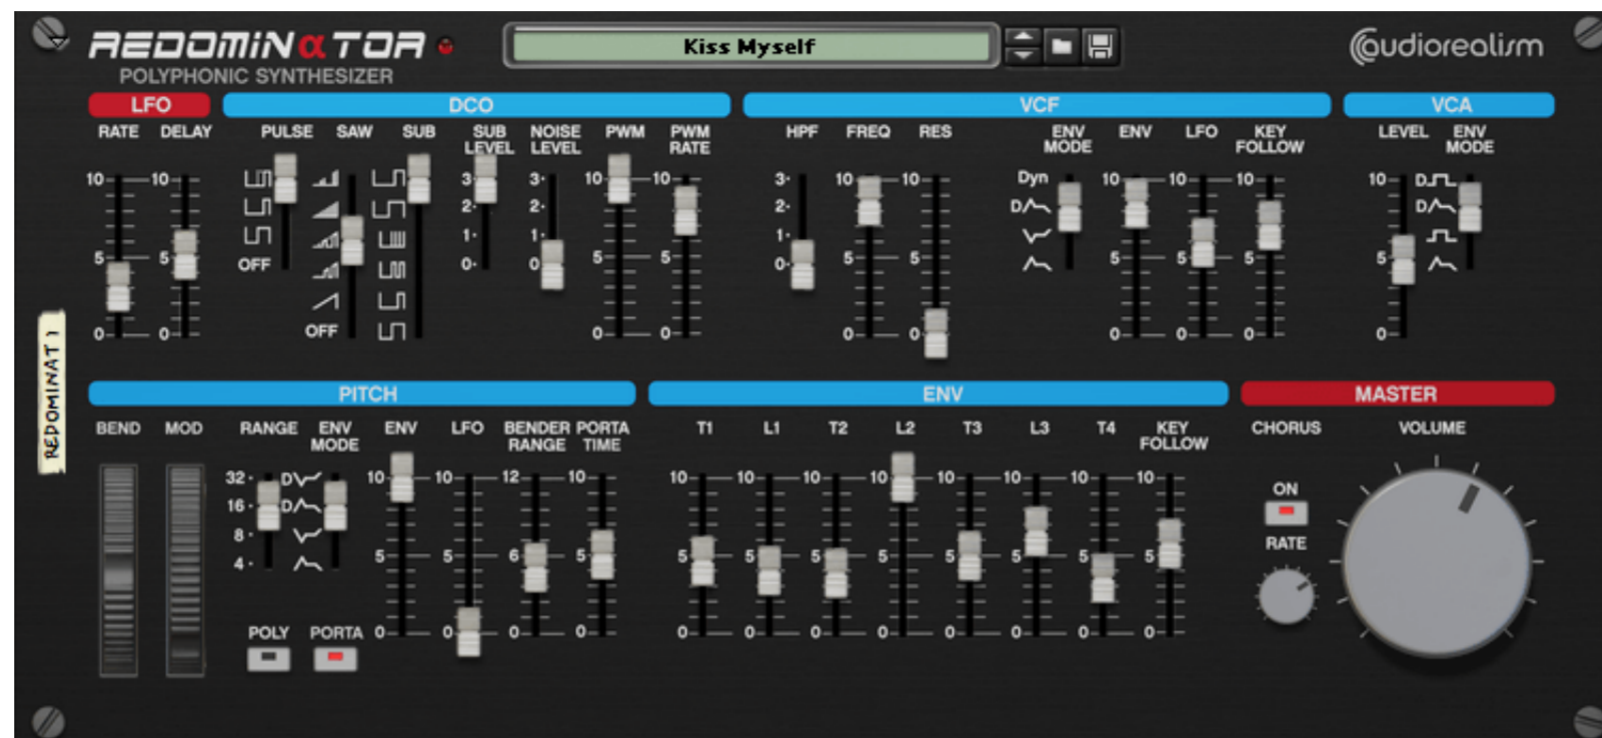 REDOMINαTOR
POLYPHONIC SYNTHESIZER
Kiss Myself
audiorealism
LFO DCO VCF VCA
RATE DELAY PULSE SAW SUB SUB LEVEL NOISE LEVEL PWM PWM RATE HPF FREQ RES ENV MODE ENV LFO KEY FOLLOW LEVEL ENV MODE
10 10 3 3 10 10 3 10 10 Dyn 10 10 10 10 D
2 2 2 D D
1 1 1
5 5 OFF 0 0 5 5 0 5 5 5 5 5 5
0 0 OFF 0 0 0 0 0 0 0 0
REDOMINAT 1
PITCH ENV MASTER
BEND MOD RANGE ENV MODE ENV LFO BENDER RANGE PORTA TIME T1 L1 T2 L2 T3 L3 T4 KEY FOLLOW CHORUS VOLUME
32 D 10 10 12 10 10 10 10 10 10 10 10 10
16 D ON
8
4 5 5 6 5 5 5 5 5 5 5 5 5 RATE
POLY PORTA 0 0 0 0 0 0 0 0 0 0 0 0